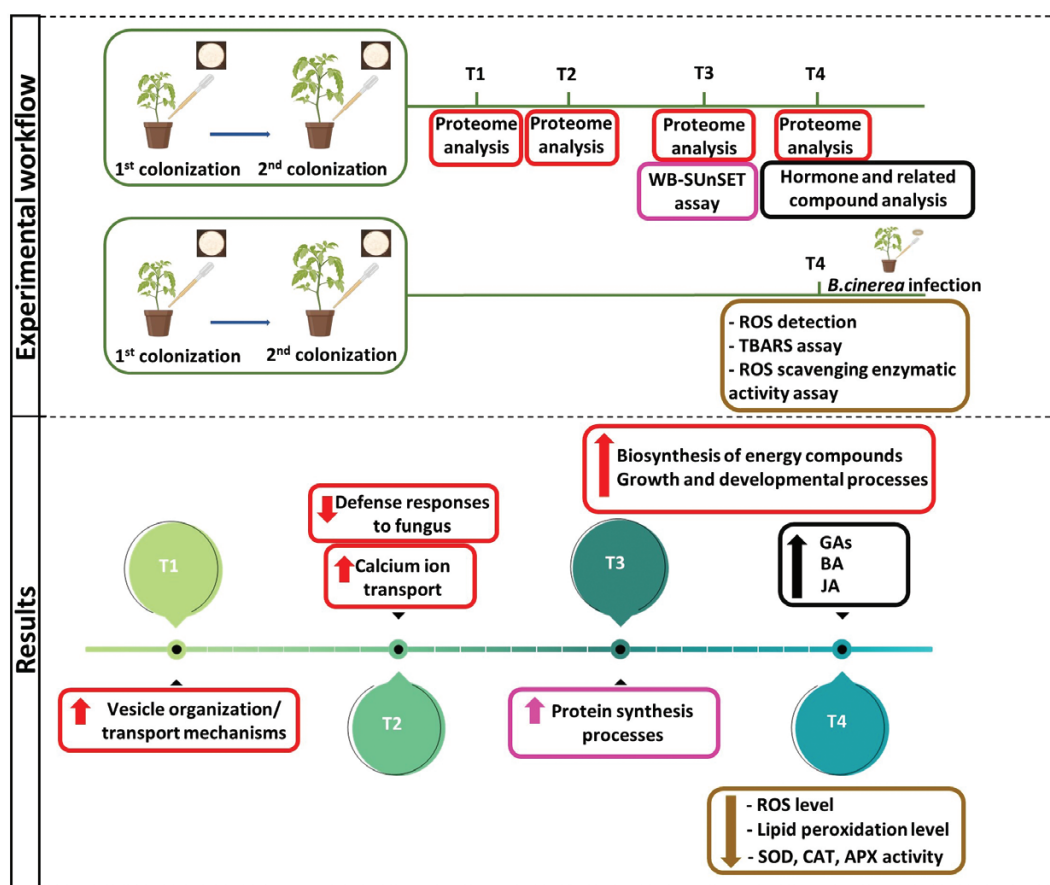 Experimental workflow
1st colonization
2nd colonization
T1
T2
T3
T4
Proteome
analysis
Proteome
analysis
Proteome
analysis
Proteome
analysis
WB-SUnSET
assay
Hormone and related
compound analysis
1st colonization
2nd colonization
T4
B.cinerea infection
- ROS detection
- TBARS assay
- ROS scavenging enzymatic
activity assay
Results
Biosynthesis of energy compounds
Growth and developmental processes
Defense responses
to fungus
Calcium ion
transport
GAs
BA
JA
T1
T3
Vesicle organization/
transport mechanisms
T2
Protein synthesis
processes
T4
- ROS level
- Lipid peroxidation level
- SOD, CAT, APX activity